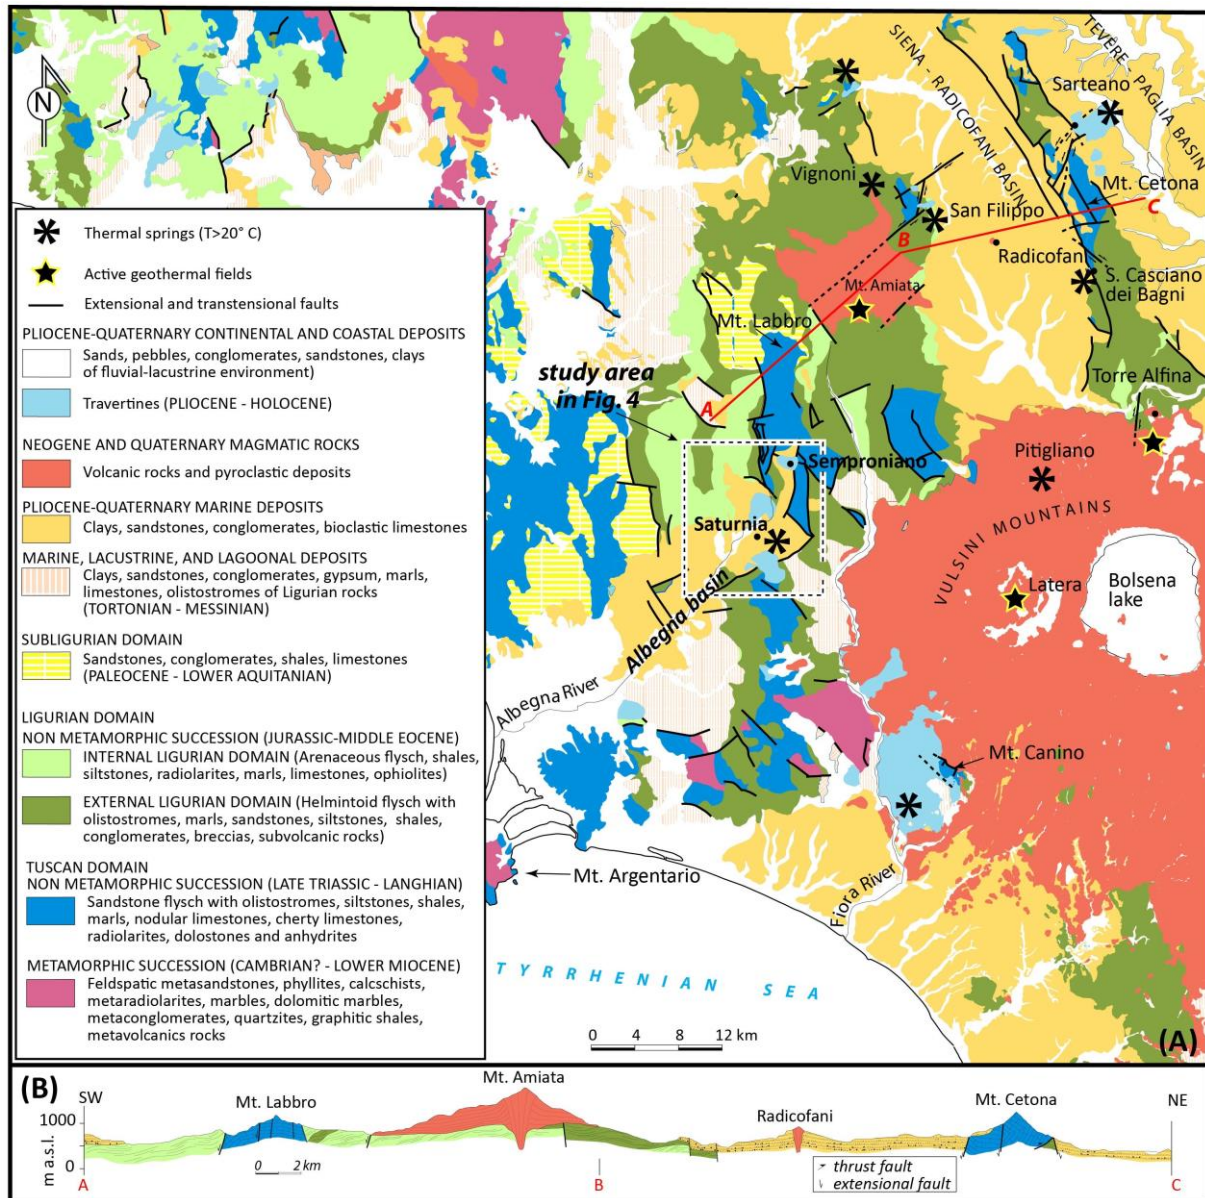 N
Thermal springs (T>20° C)
Active geothermal fields
Extensional and transtensional faults
PLIOCENE-QUATERNARY CONTINENTAL AND COASTAL DEPOSITS
Sands, pebbles, conglomerates, sandstones, clays
of fluvial-lacustrine environment)
Travertines (PLIOCENE - HOLOCENE)
NEOGENE AND QUATERNARY MAGMATIC ROCKS
Volcanic rocks and pyroclastic deposits
PLIOCENE-QUATERNARY MARINE DEPOSITS
Clays, sandstones, conglomerates, bioclastic limestones
MARINE, LACUSTRINE, AND LAGOONAL DEPOSITS
Clays, sandstones, conglomerates, gypsum, marls,
limestones, olistostromes of Ligurian rocks
(TORTONIAN - MESSINIAN)
SUBLIGURIAN DOMAIN
Sandstones, conglomerates, shales, limestones
(PALEOCENE - LOWER AQUITANIAN)
LIGURIAN DOMAIN
NON METAMORPHIC SUCCESSION (JURASSIC-MIDDLE EOCENE)
INTERNAL LIGURIAN DOMAIN (Arenaceous flysch, shales,
siltstones, radiolarites, marls, limestones, ophiolites)
EXTERNAL LIGURIAN DOMAIN (Helmintoid flysch with
olistostromes, marls, sandstones, siltstones, shales,
conglomerates, breccias, subvolcanic rocks)
TUSCAN DOMAIN
NON METAMORPHIC SUCCESSION (LATE TRIASSIC - LANGHIAN)
Sandstone flysch with olistostromes, siltstones, shales,
marls, nodular limestones, cherty limestones,
radiolarites, dolostones and anhydrites
METAMORPHIC SUCCESSION (CAMBRIAN? - LOWER MIOCENE)
Feldspatic metasandstones, phyllites, calcschists,
metaradiolarites, marbles, dolomitic marbles,
metaconglomerates, quartzites, graphitic shales,
metavolcanics rocks
SIENA - RADICOFANI BASIN
TEVERE - PAGLIA BASIN
Sarteano
Vignoni
Mt. Cetona
San Filippo
C
B
Radicofani
S. Casciano
dei Bagni
Mt. Amiata
Mt. Labbro
study area
in Fig. 4
A
Torre Alfina
Semproniano
Pitigliano
Saturnia
VULSINI MOUNTAINS
Latera
Bolsena
lake
Albegna basin
Albegna River
Mt. Canino
Mt. Argentario
Fiora River
TYRRHENIAN SEA
0 4 8 12 km
(A)
(B)
SW
Mt. Labbro
Mt. Amiata
Radicofani
Mt. Cetona
NE
1000
0
m a.s.l.
0 2 km
thrust fault
extensional fault
A
B
C